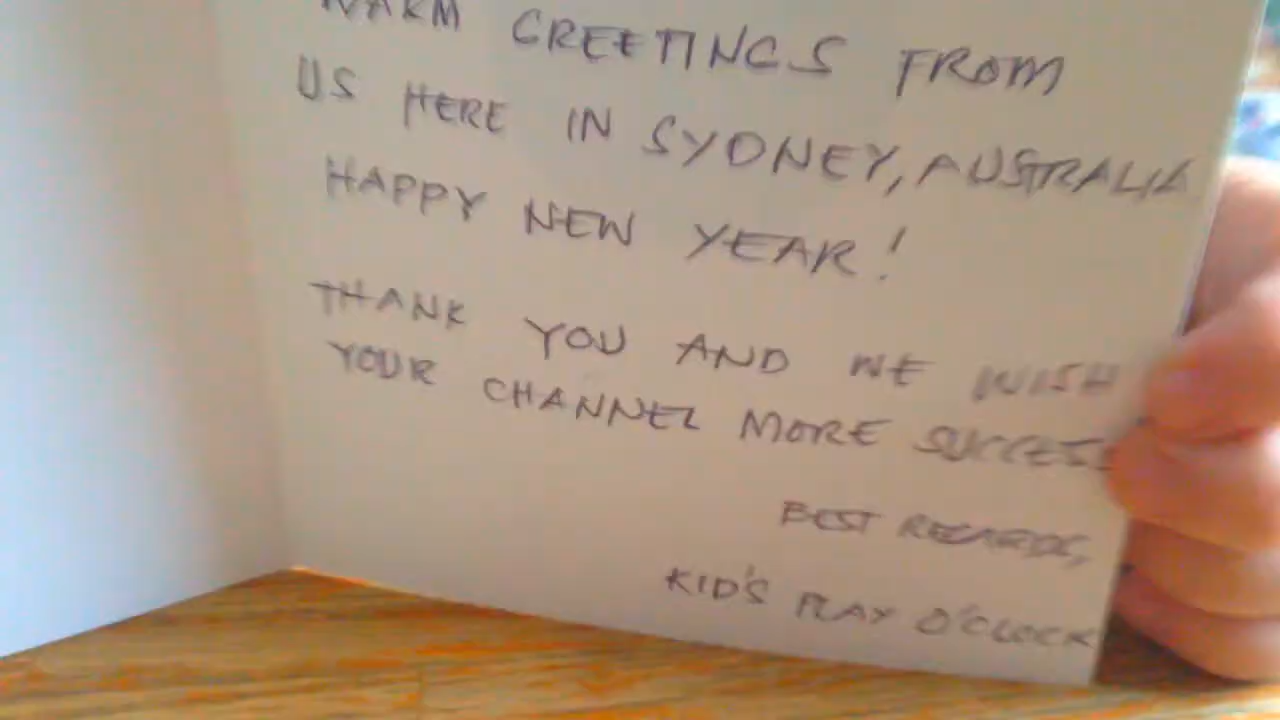 WARM GREETINGS FROM
US HERE IN SYDNEY, AUSTRALIA
HAPPY NEW YEAR!
THANK YOU AND WE WISH
YOUR CHANNEL MORE SUCCESS
BEST REGARDS,
KID'S PLAY O'CLOCK